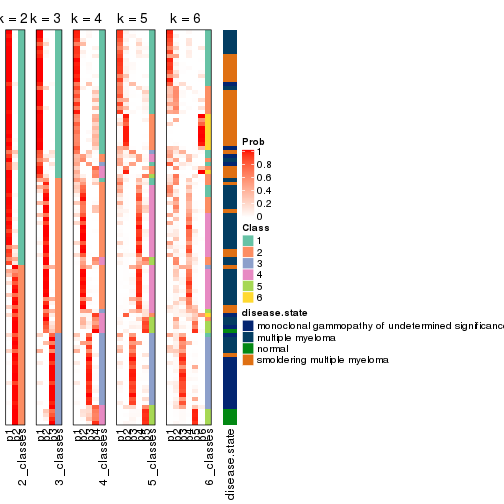 k = 2 k = 3 k = 4 k = 5 k = 6
Prob
1
0.8
0.6
0.4
0.2
0
Class
1
2
3
4
5
6
disease.state
monoclonal gammopathy of undetermined significance
multiple myeloma
normal
smoldering multiple myeloma
p1 p2 2_classes p1 p2 p3 3_classes p1 p2 p3 p4 4_classes p1 p2 p3 p4 p5 5_classes p1 p2 p3 p4 p5 p6 6_classes disease.state